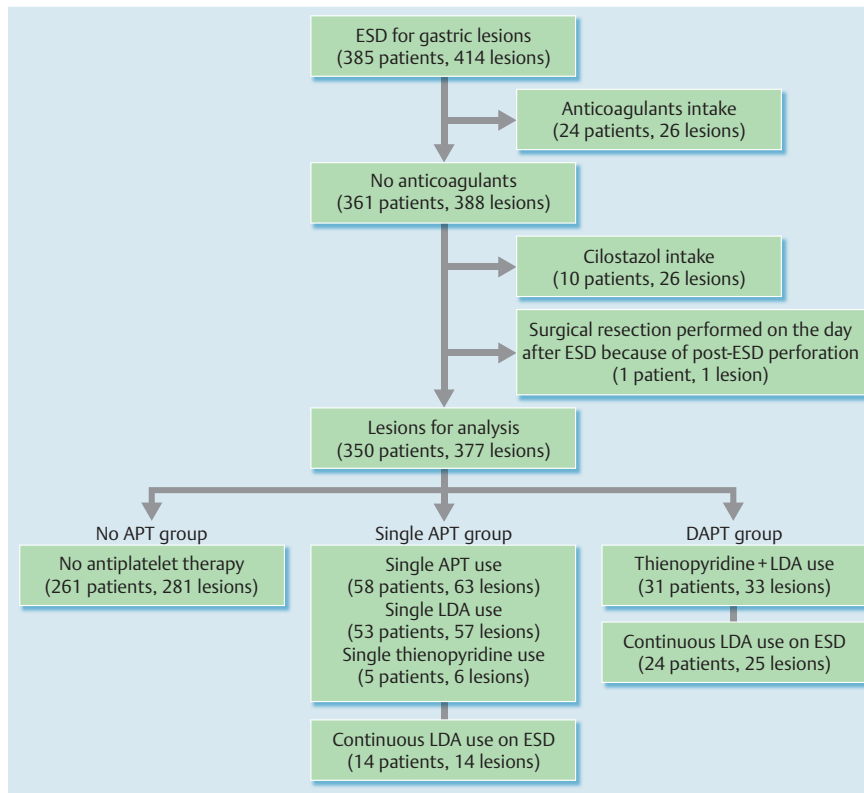 ESD for gastric lesions
(385 patients, 414 lesions)
Anticoagulants intake
(24 patients, 26 lesions)
No anticoagulants
(361 patients, 388 lesions)
Cilostazol intake
(10 patients, 26 lesions)
Surgical resection performed on the day
after ESD because of post-ESD perforation
(1 patient, 1 lesion)
Lesions for analysis
(350 patients, 377 lesions)
No APT group
No antiplatelet therapy
(261 patients, 281 lesions)
Single APT group
Single APT use
(58 patients, 63 lesions)
Single LDA use
(53 patients, 57 lesions)
Single thienopyridine use
(5 patients, 6 lesions)
Continuous LDA use on ESD
(14 patients, 14 lesions)
DAPT group
Thienopyridine + LDA use
(31 patients, 33 lesions)
Continuous LDA use on ESD
(24 patients, 25 lesions)